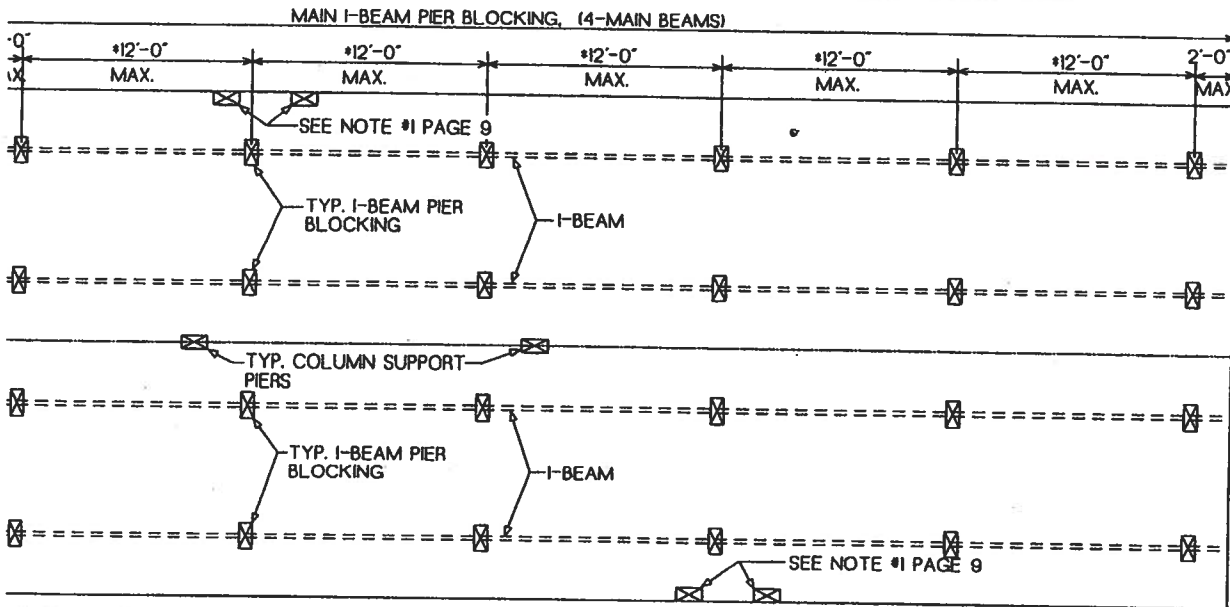 MAIN I-BEAM PIER BLOCKING, (4-MAIN BEAMS)
-0" *12'-0" *12'-0" *12'-0" *12'-0" *12'-0" 2'-0"
MAX. MAX. MAX. MAX. MAX. MAX
SEE NOTE #1 PAGE 9
TYP. I-BEAM PIER
BLOCKING
I-BEAM
TYP. COLUMN SUPPORT
PIERS
TYP. I-BEAM PIER
BLOCKING
I-BEAM
SEE NOTE #1 PAGE 9